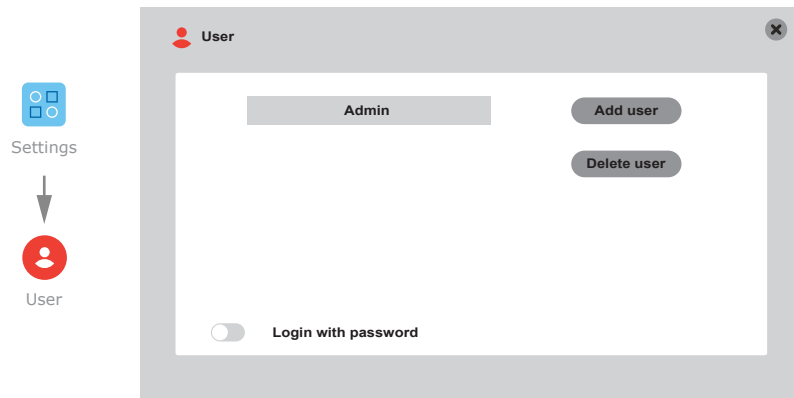 Settings
User
User
Admin
Add user
Delete user
Login with password